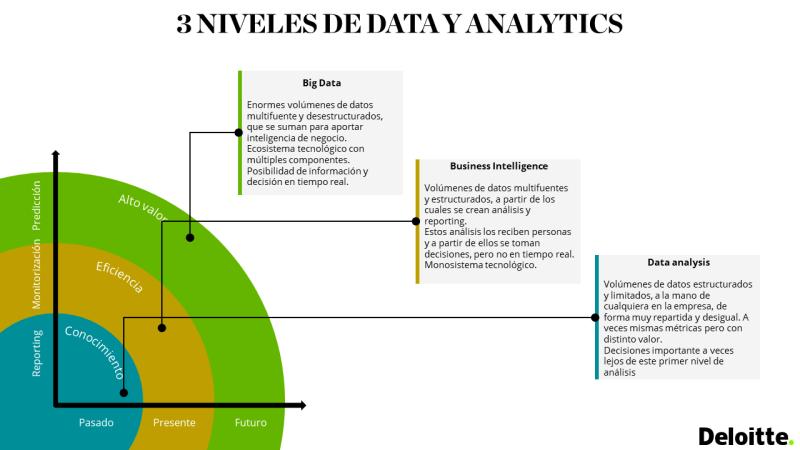 3 NIVELES DE DATA Y ANALYTICS
Big Data
Enormes volúmenes de datos
multifuente y desestructurados,
que se suman para aportar
inteligencia de negocio.
Ecosistema tecnológico con
múltiples componentes.
Posibilidad de información y
decisión en tiempo real.
Business Intelligence
Volúmenes de datos multifuentes
y estructurados, a partir de los
cuales se crean análisis y
reporting.
Estos análisis los reciben personas
y a partir de ellos se toman
decisiones, pero no en tiempo real.
Monosistema tecnológico.
Data analysis
Volúmenes de datos estructurados
y limitados, a la mano de
cualquiera en la empresa, de
forma muy repartida y desigual. A
veces mismas métricas pero con
distinto valor.
Decisiones importante a veces
lejos de este primer nivel de
análisis
Predicción
Monitorización
Reporting
Alto valor
Eficiencia
Conocimiento
Pasado
Presente
Futuro
Deloitte.